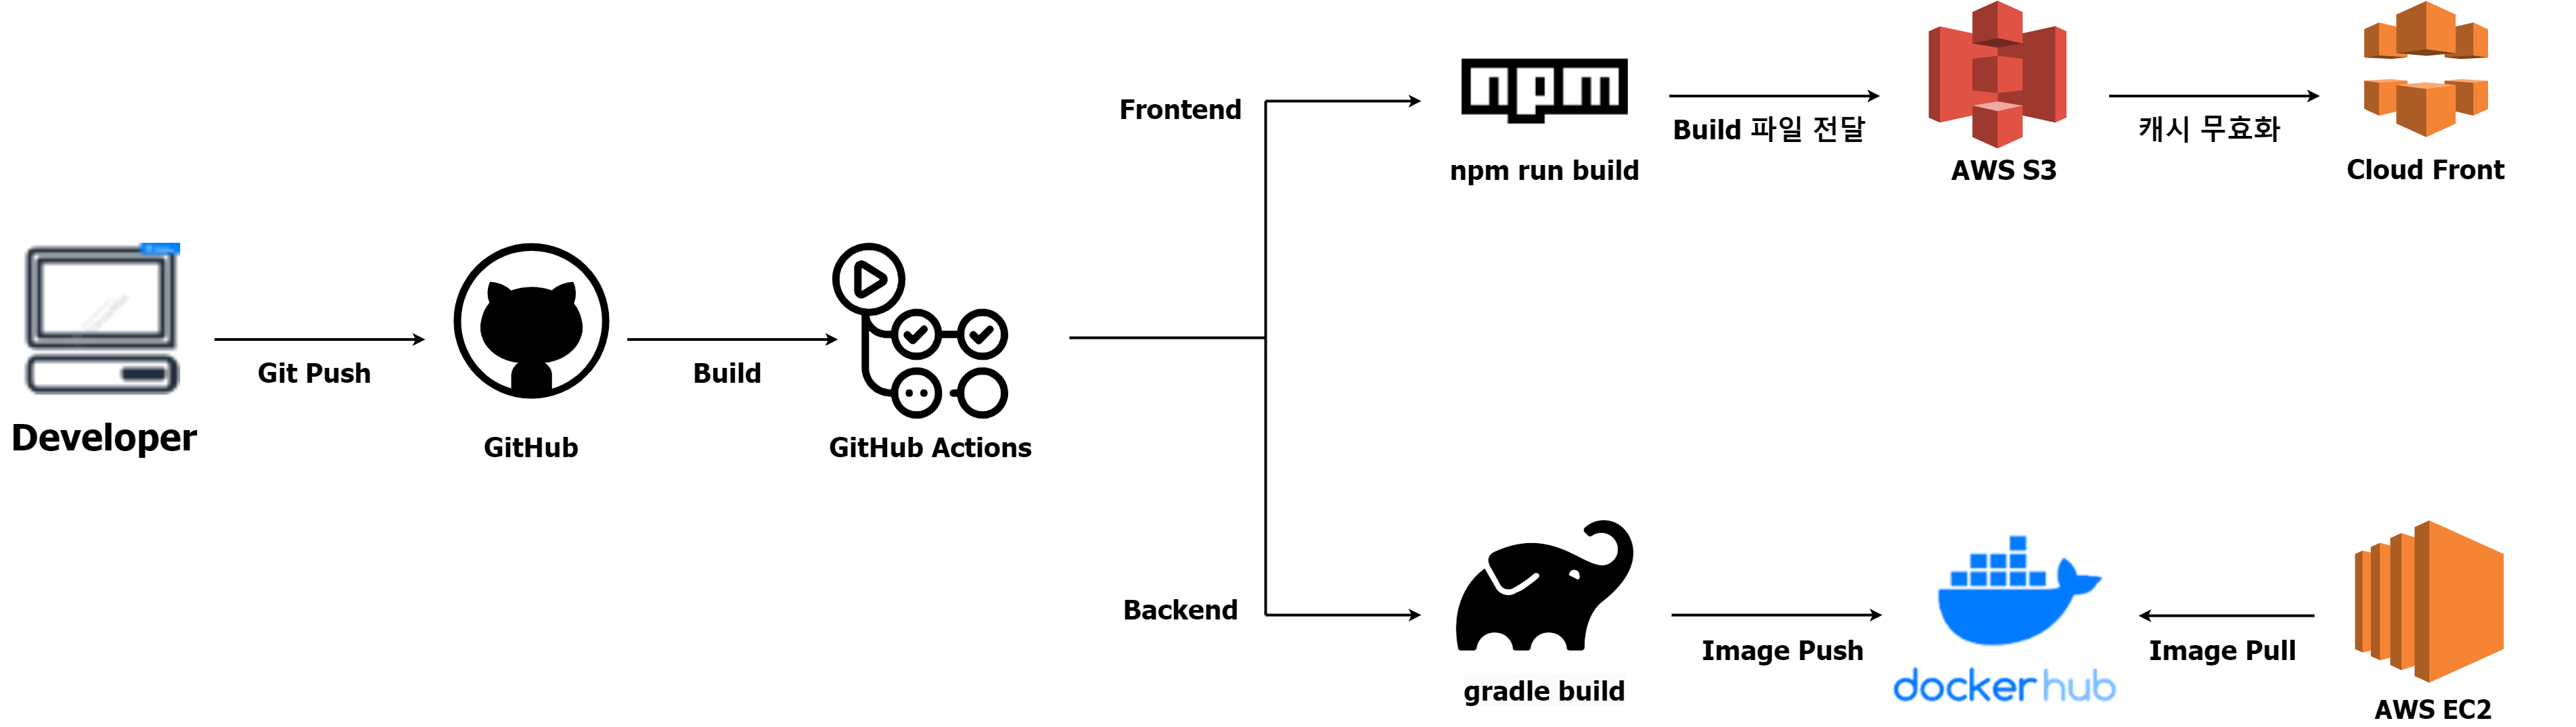 Developer
Git Push
GitHub
Build
GitHub Actions
Frontend
npm
npm run build
Build 파일 전달
AWS S3
캐시 무효화
Cloud Front
Backend
gradle build
Image Push
docker hub
Image Pull
AWS EC2